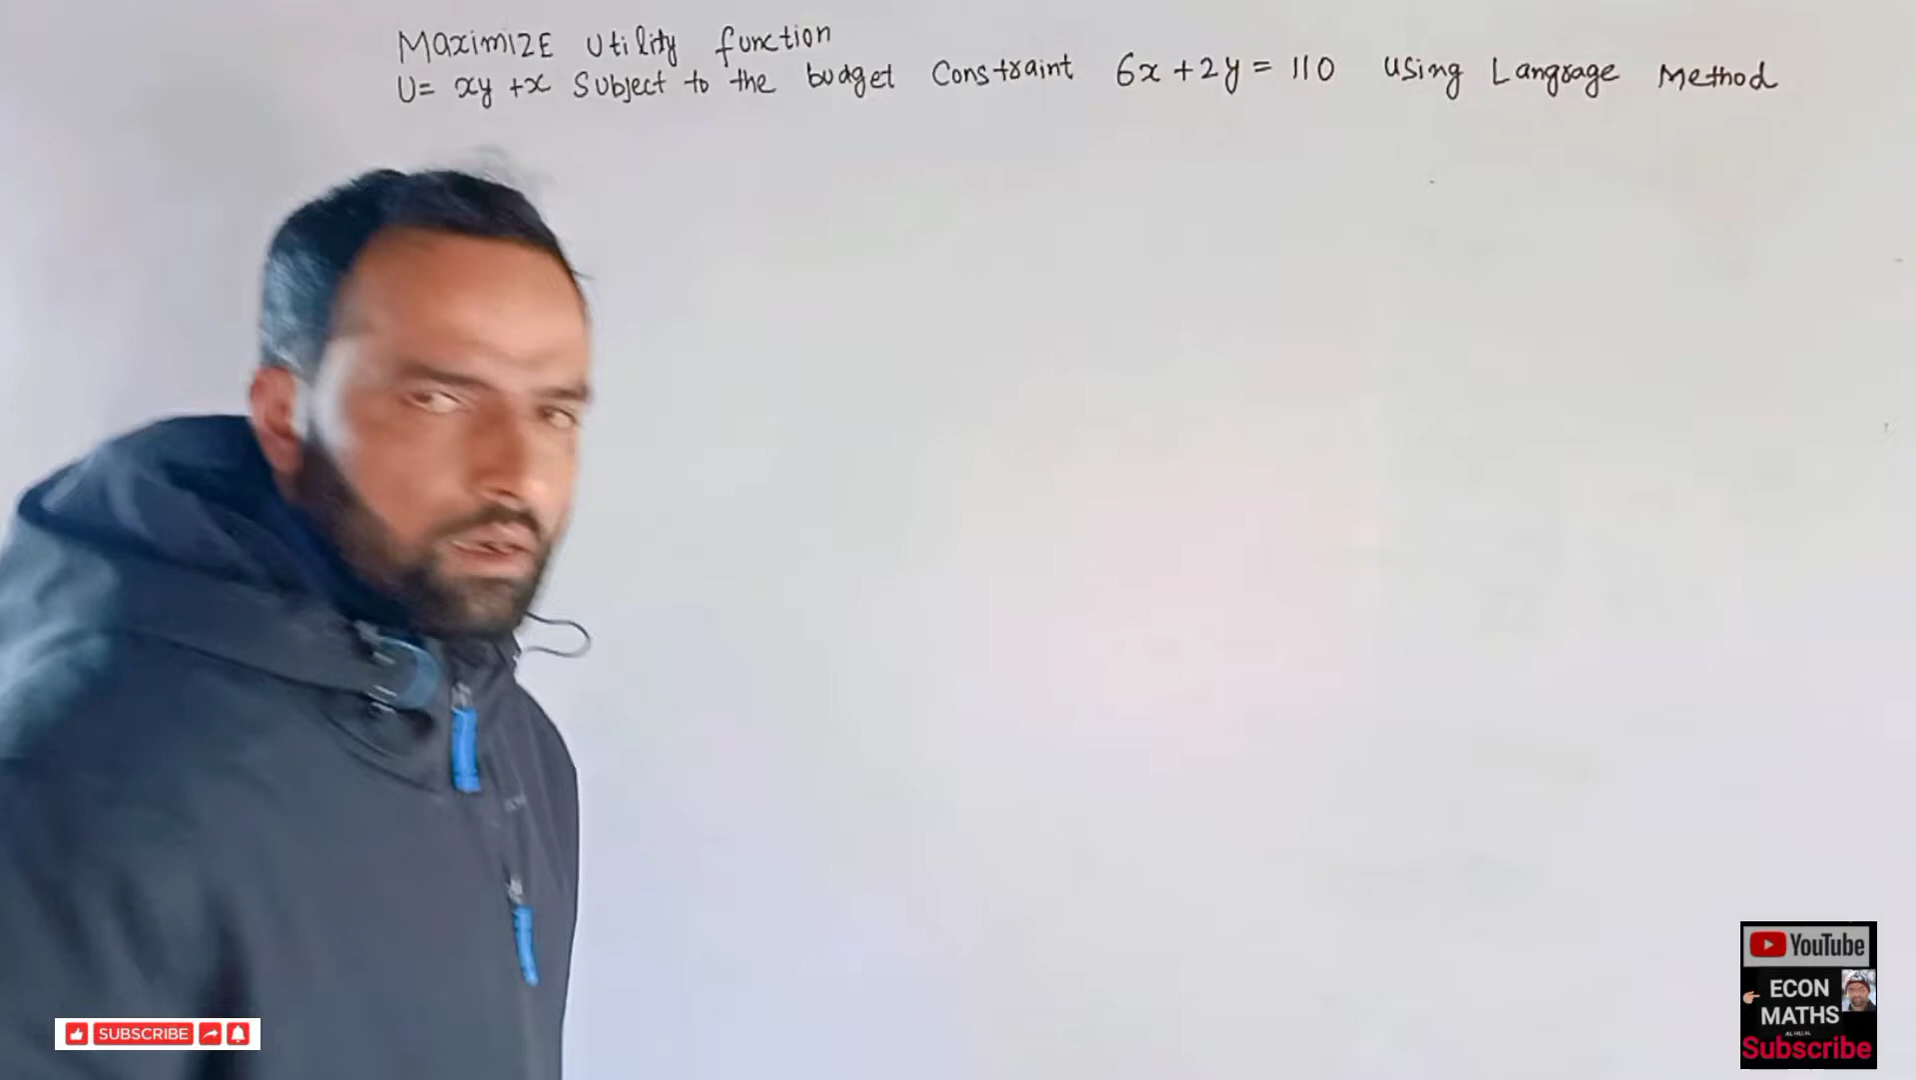 MAXIMIZE Utility function
U= xy +x Subject to the budget Constraint 6x +2y = 110 using Langrage Method
SUBSCRIBE
YouTube
ECON
MATHS
Subscribe